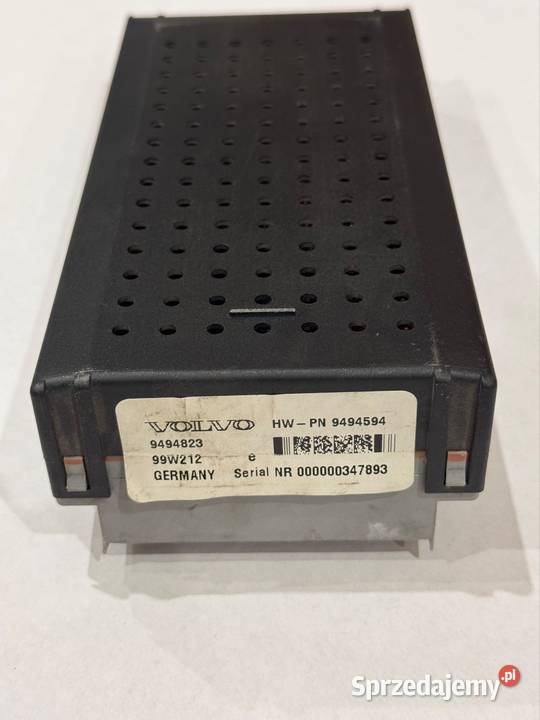 VOLVO HW-PN 9494594
9494823
99W212 e
GERMANY Serial NR 000000347893
Sprzedajemy.pl